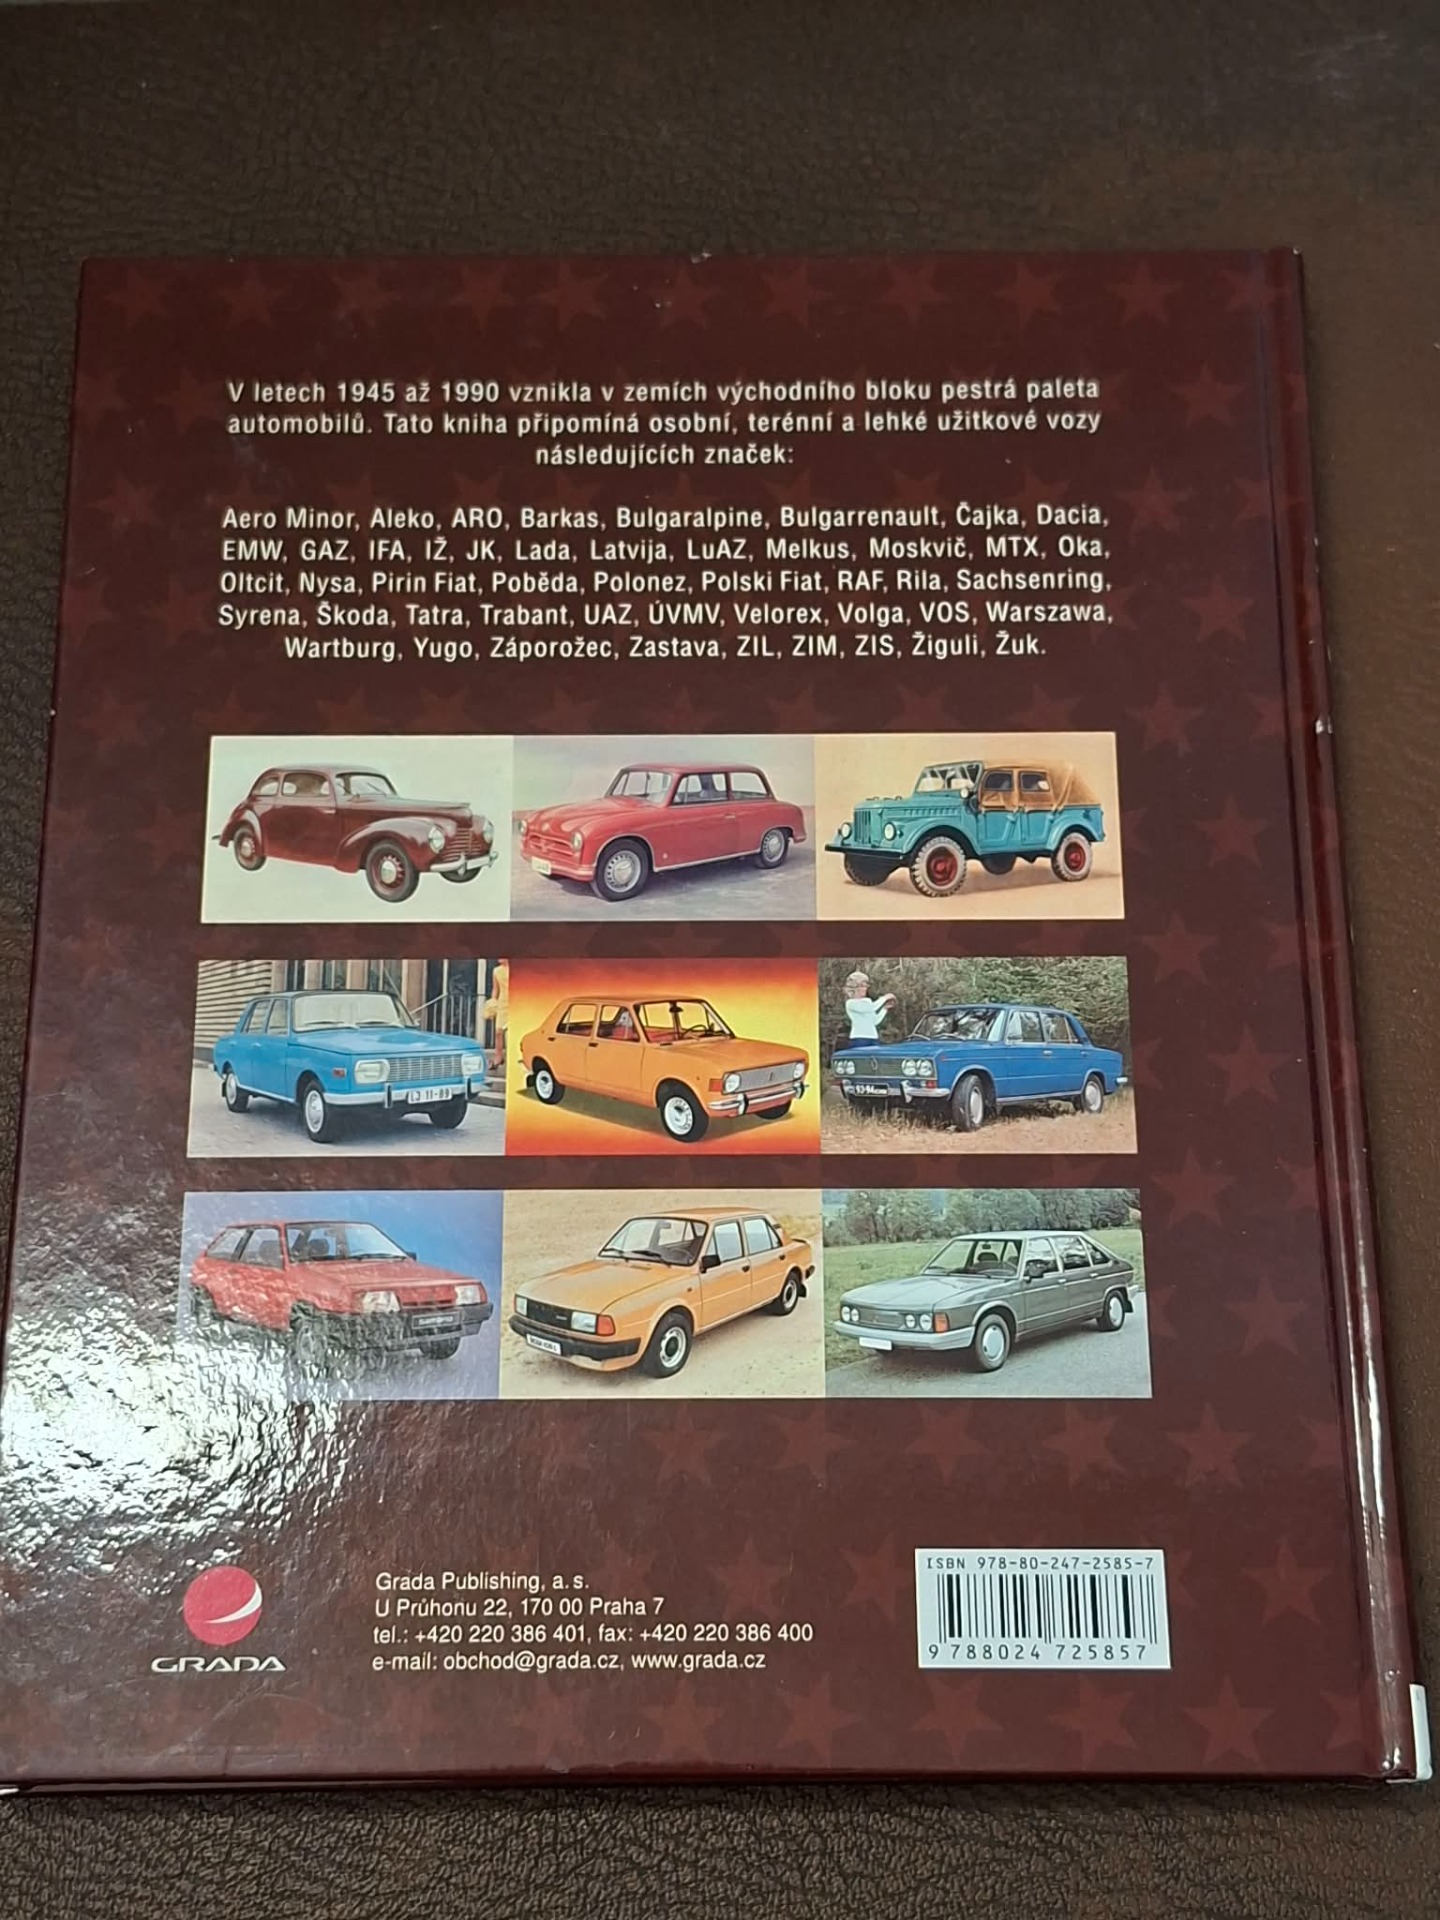 V letech 1945 až 1990 vznikla v zemích východního bloku pestrá paleta
automobilů. Tato kniha připomíná osobní, terénní a lehké užitkové vozy
následujících značek:
Aero Minor, Aleko, ARO, Barkas, Bulgaralpine, Bulgarrenault, Čajka, Dacia,
EMW, GAZ, IFA, IŽ, JK, Lada, Latvija, LuAZ, Melkus, Moskvič, MTX, Oka,
Oltcit, Nysa, Pirin Fiat, Poběda, Polonez, Polski Fiat, RAF, Rila, Sachsenring,
Syrena, Škoda, Tatra, Trabant, UAZ, ÚVMV, Velorex, Volga, VOS, Warszawa,
Wartburg, Yugo, Záporožec, Zastava, ZIL, ZIM, ZIS, Žiguli, Žuk.
LJ 11-89
GRADA
Grada Publishing, a.s.
U Průhonu 22, 170 00 Praha 7
tel.: +420 220 386 401, fax: +420 220 386 400
e-mail: obchod@grada.cz, www.grada.cz
ISBN 978-80-247-2585-7
9 788024 725857